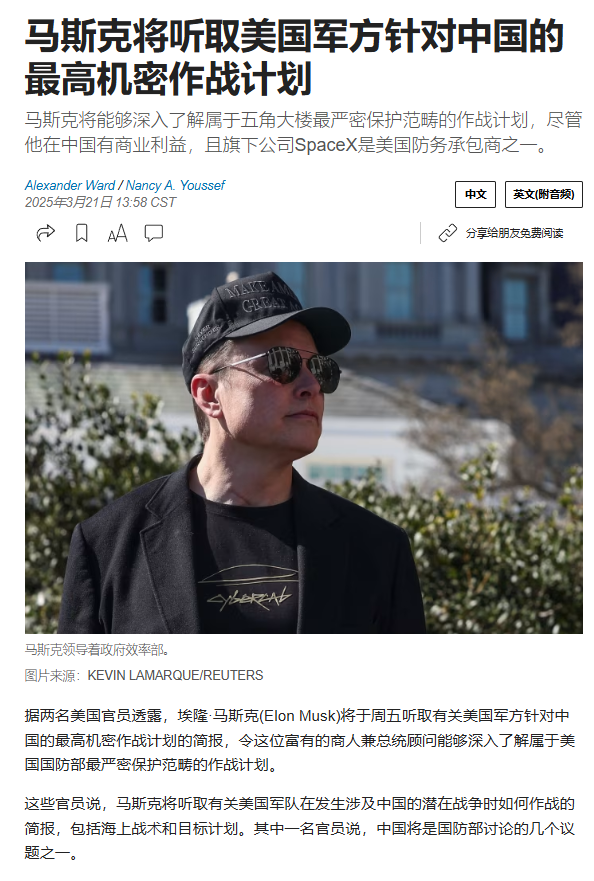 马斯克将听取美国军方针对中国的
最高机密作战计划
马斯克将能够深入了解属于五角大楼最严密保护范畴的作战计划，尽管
他在中国有商业利益，且旗下公司SpaceX是美国防务承包商之一。
Alexander Ward / Nancy A. Youssef
2025年3月21日 13:58 CST
中文
英文(附音频)
AA
分享给朋友免费阅读
MAKE AMERICA
GREAT AGAIN
CYBERCAB
马斯克领导着政府效率部。
图片来源：KEVIN LAMARQUE/REUTERS
据两名美国官员透露，埃隆·马斯克(Elon Musk)将于周五听取有关美国军方针对中
国的最高机密作战计划的简报，令这位富有的商人兼总统顾问能够深入了解属于美
国国防部最严密保护范畴的作战计划。
这些官员说，马斯克将听取有关美国军队在发生涉及中国的潜在战争时如何作战的
简报，包括海上战术和目标计划。其中一名官员说，中国将是国防部讨论的几个议
题之一。